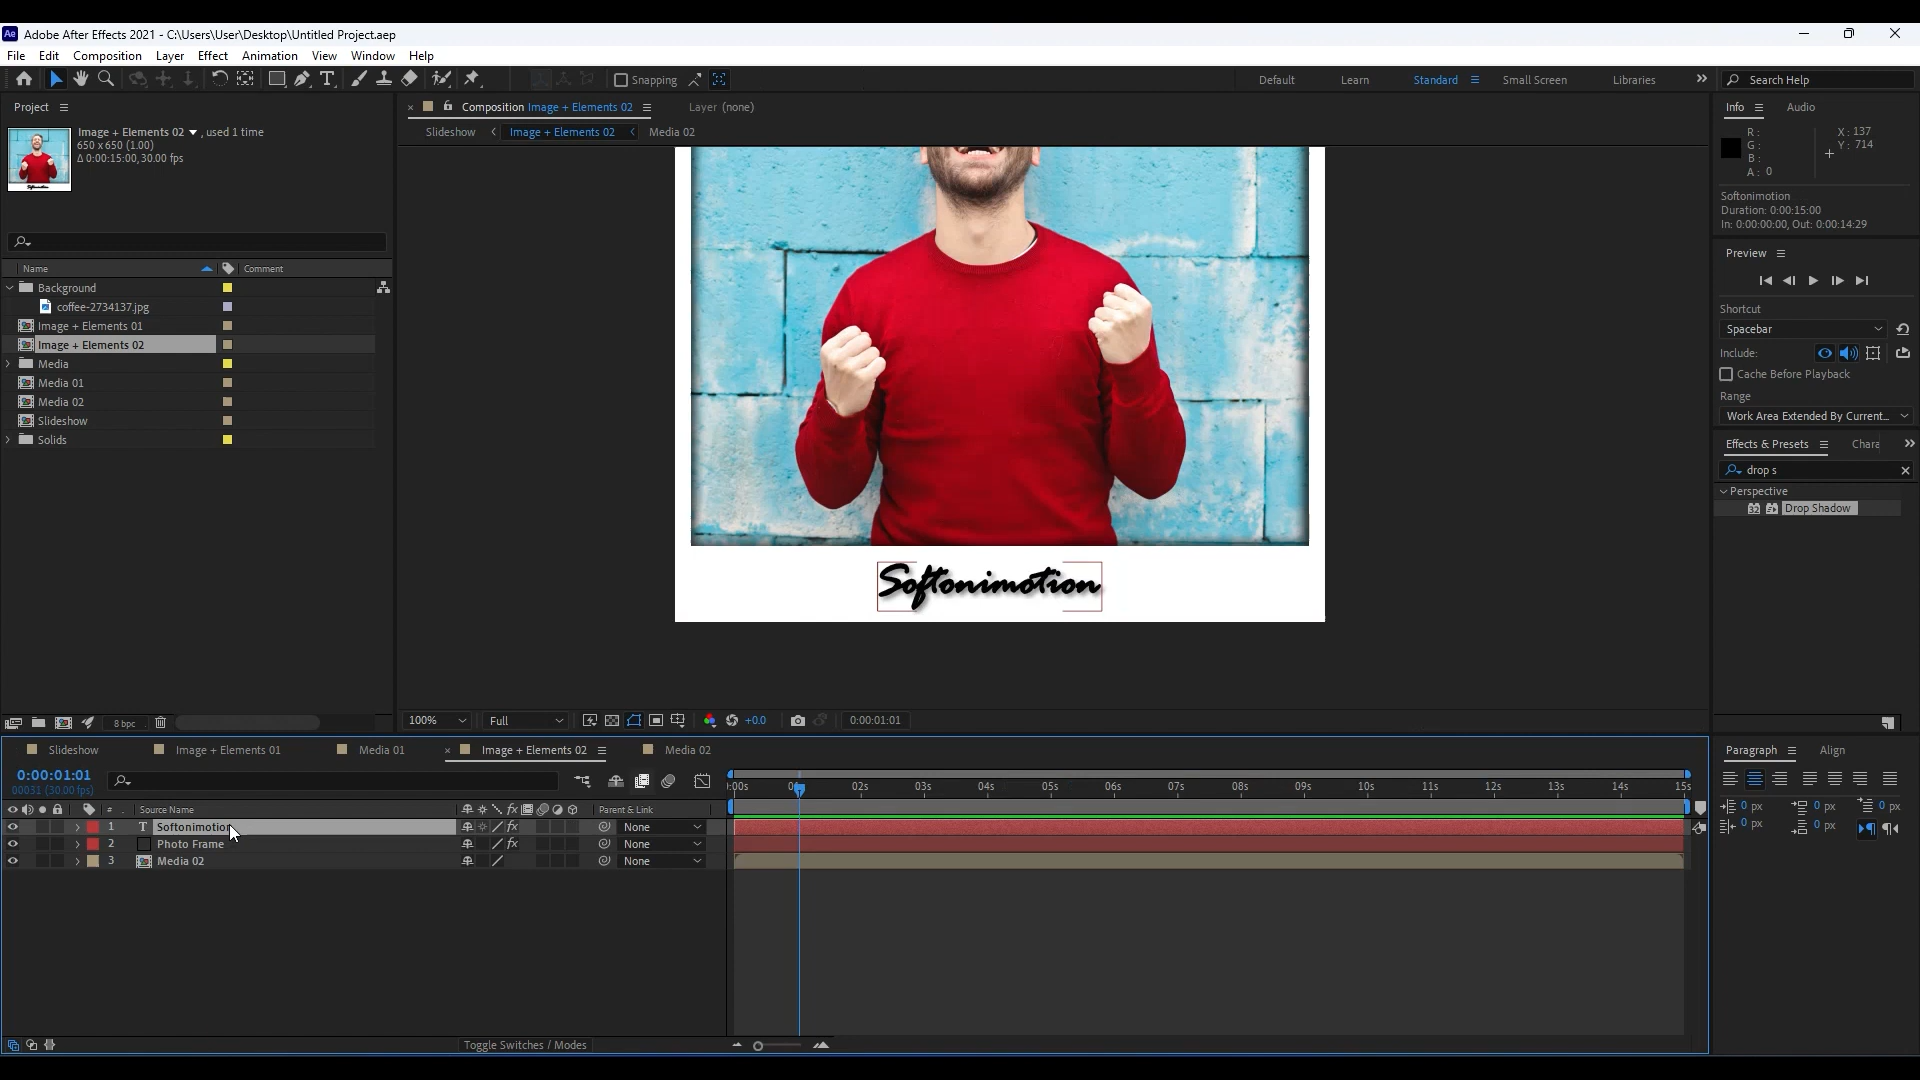 Ae Adobe After Effects 2021 - C:\Users\User\Desktop\Untitled Project.aep
File Edit Composition Layer Effect Animation View Window Help
Snapping Default Learn Standard Small Screen Libraries Search Help
Project
Image + Elements 02 , used 1 time
650 x 650 (1.00)
Δ 0:00:15:00, 30.00 fps
Name Comment
Background
coffee-2734137.jpg
Image + Elements 01
Image + Elements 02
Media
Media 01
Media 02
Slideshow
Solids
8 bpc
Composition Image + Elements 02 Layer (none)
Slideshow Image + Elements 02 Media 02
Softonimotion
100% Full +0.0 0:00:01:01
Info Audio
R: X: 137
G: Y: 714
B:
A: 0
Softonimotion
Duration: 0:00:15:00
In: 0:00:00:00, Out: 0:00:14:29
Preview
Shortcut
Spacebar
Include:
Cache Before Playback
Range
Work Area Extended By Current...
Effects & Presets Chara
drop s
Perspective
32 Drop Shadow
Slideshow Image + Elements 01 Media 01 Image + Elements 02 Media 02
0:00:01:01
00031 (30.00 fps)
:00s 02s 03s 04s 05s 06s 07s 08s 09s 10s 11s 12s 13s 14s 15s
# Source Name fx Parent & Link
1 T Softonimotion fx None
2 Photo Frame fx None
3 Media 02 None
Toggle Switches / Modes
Paragraph Align
0 px 0 px 0 px
0 px 0 px